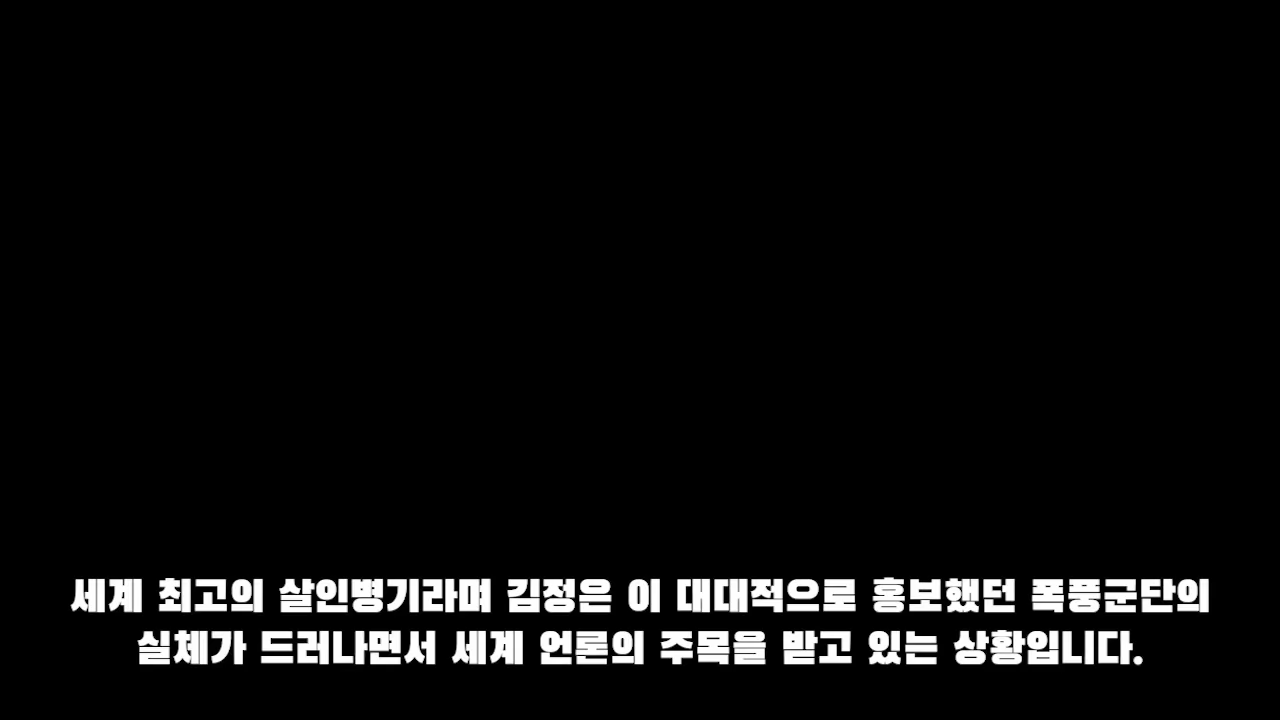 세계 최고의 살인병기라며 김정은 이 대대적으로 홍보했던 폭풍군단의
실체가 드러나면서 세계 언론의 주목을 받고 있는 상황입니다.